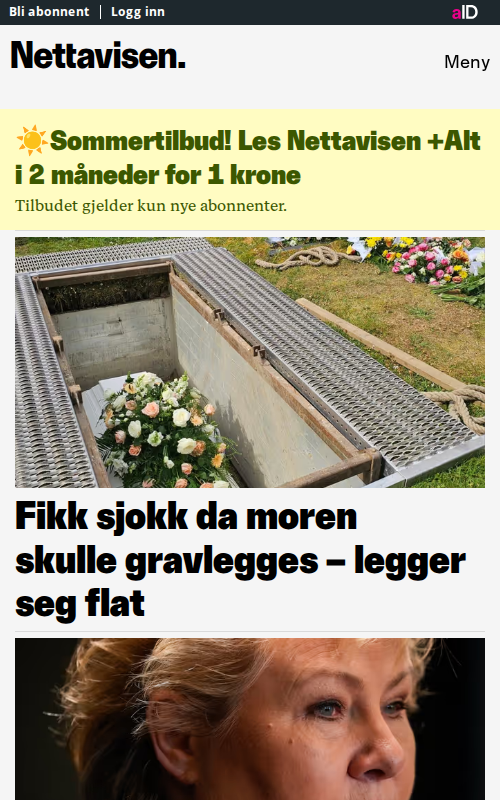 Bli abonnent
Logg inn
aID
Nettavisen.
Meny
☀️Sommertilbud! Les Nettavisen +Alt
i 2 måneder for 1 krone
Tilbudet gjelder kun nye abonnenter.
Fikk sjokk da moren
skulle gravlegges – legger
seg flat